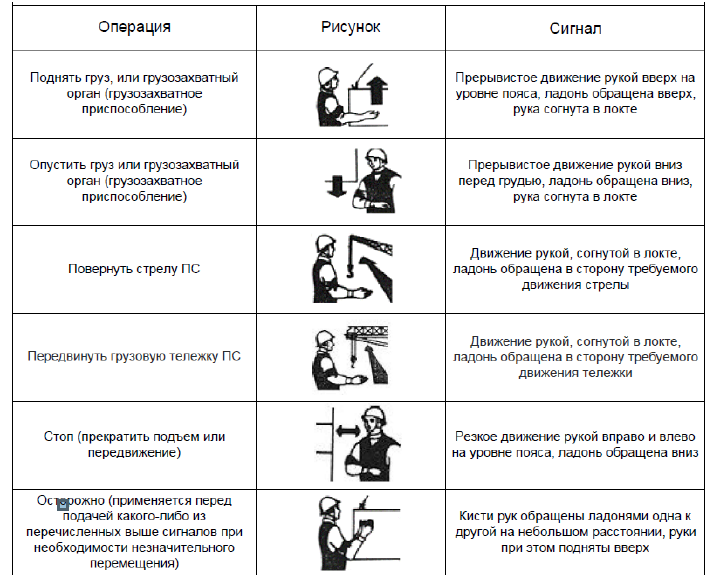 Операция
Рисунок
Сигнал
Поднять груз, или грузозахватный
орган (грузозахватное
приспособление)
Прерывистое движение рукой вверх на
уровне пояса, ладонь обращена вверх,
рука согнута в локте
Опустить груз или грузозахватный
орган (грузозахватное
приспособление)
Прерывистое движение рукой вниз
перед грудью, ладонь обращена вниз,
рука согнута в локте
Повернуть стрелу ПС
Движение рукой, согнутой в локте,
ладонь обращена в сторону требуемого
движения стрелы
Передвинуть грузовую тележку ПС
Движение рукой, согнутой в локте,
ладонь обращена в сторону требуемого
движения тележки
Стоп (прекратить подъем или
передвижение)
Резкое движение рукой вправо и влево
на уровне пояса, ладонь обращена вниз
Осторожно (применяется перед
подачей какого-либо из
перечисленных выше сигналов при
необходимости незначительного
перемещения)
Кисти рук обращены ладонями одна к
другой на небольшом расстоянии, руки
при этом подняты вверх